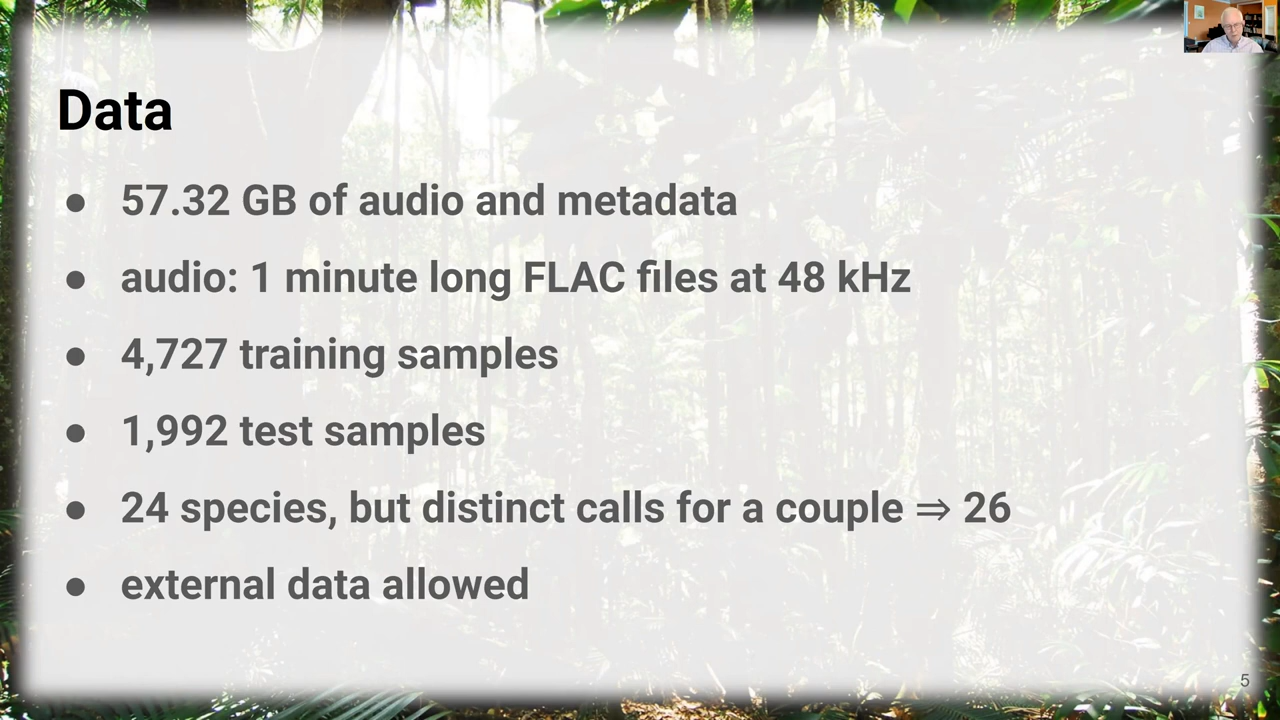 Data
● 57.32 GB of audio and metadata
● audio: 1 minute long FLAC files at 48 kHz
● 4,727 training samples
● 1,992 test samples
● 24 species, but distinct calls for a couple ⇒ 26
● external data allowed
5